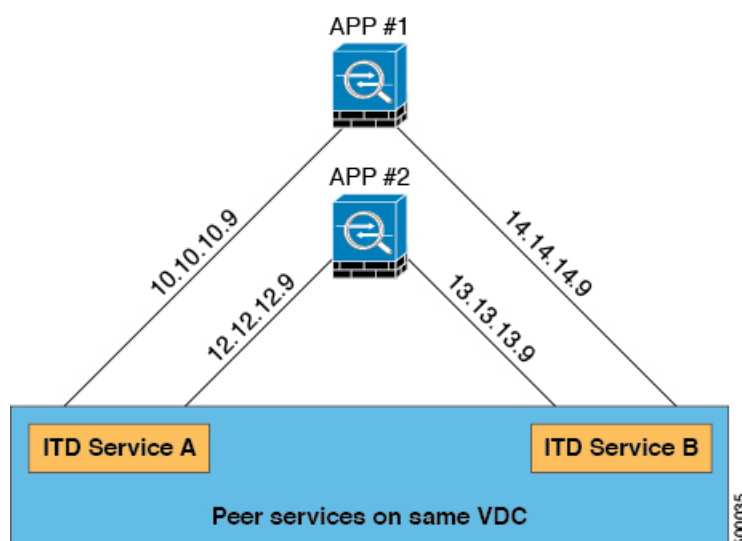 APP #1
APP #2
10.10.10.9
14.14.14.9
12.12.12.9
13.13.13.9
ITD Service A
ITD Service B
Peer services on same VDC